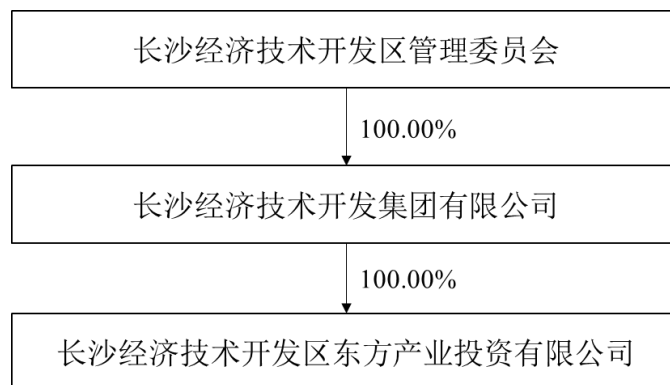 长沙经济技术开发区管理委员会
100.00%
长沙经济技术开发集团有限公司
100.00%
长沙经济技术开发区东方产业投资有限公司